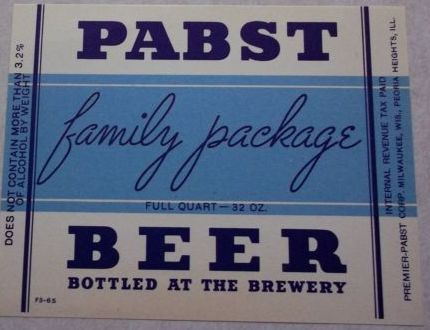 PABST
family package
FULL QUART — 32 OZ.
BEER
BOTTLED AT THE BREWERY
F3-65
DOES NOT CONTAIN MORE THAN 3.2%
OF ALCOHOL BY WEIGHT
INTERNAL REVENUE TAX PAID
PREMIER-PABST CORP. MILWAUKEE, WIS., PEORIA HEIGHTS, ILL.